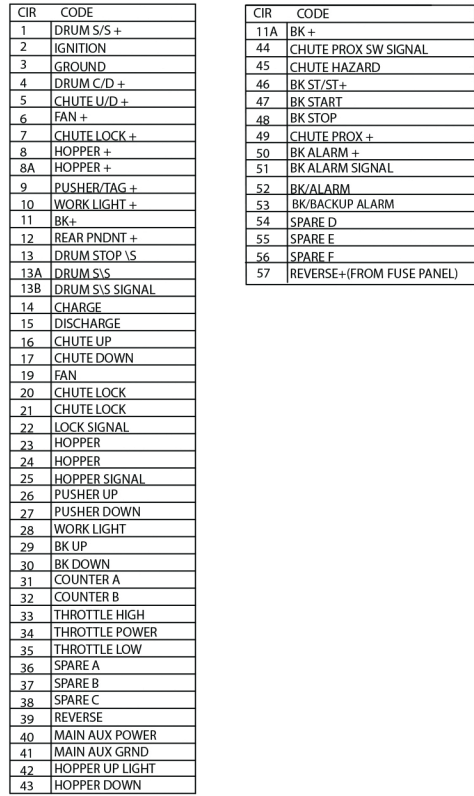 CIR CODE
1 DRUM S/S +
2 IGNITION
3 GROUND
4 DRUM C/D +
5 CHUTE U/D +
6 FAN +
7 CHUTE LOCK +
8 HOPPER +
8A HOPPER +
9 PUSHER/TAG +
10 WORK LIGHT +
11 BK+
12 REAR PNDNT +
13 DRUM STOP \S
13A DRUM S\S
13B DRUM S\S SIGNAL
14 CHARGE
15 DISCHARGE
16 CHUTE UP
17 CHUTE DOWN
19 FAN
20 CHUTE LOCK
21 CHUTE LOCK
22 LOCK SIGNAL
23 HOPPER
24 HOPPER
25 HOPPER SIGNAL
26 PUSHER UP
27 PUSHER DOWN
28 WORK LIGHT
29 BK UP
30 BK DOWN
31 COUNTER A
32 COUNTER B
33 THROTTLE HIGH
34 THROTTLE POWER
35 THROTTLE LOW
36 SPARE A
37 SPARE B
38 SPARE C
39 REVERSE
40 MAIN AUX POWER
41 MAIN AUX GRND
42 HOPPER UP LIGHT
43 HOPPER DOWN
CIR CODE
11A BK +
44 CHUTE PROX SW SIGNAL
45 CHUTE HAZARD
46 BK ST/ST+
47 BK START
48 BK STOP
49 CHUTE PROX +
50 BK ALARM +
51 BK ALARM SIGNAL
52 BK/ALARM
53 BK/BACKUP ALARM
54 SPARE D
55 SPARE E
56 SPARE F
57 REVERSE+(FROM FUSE PANEL)